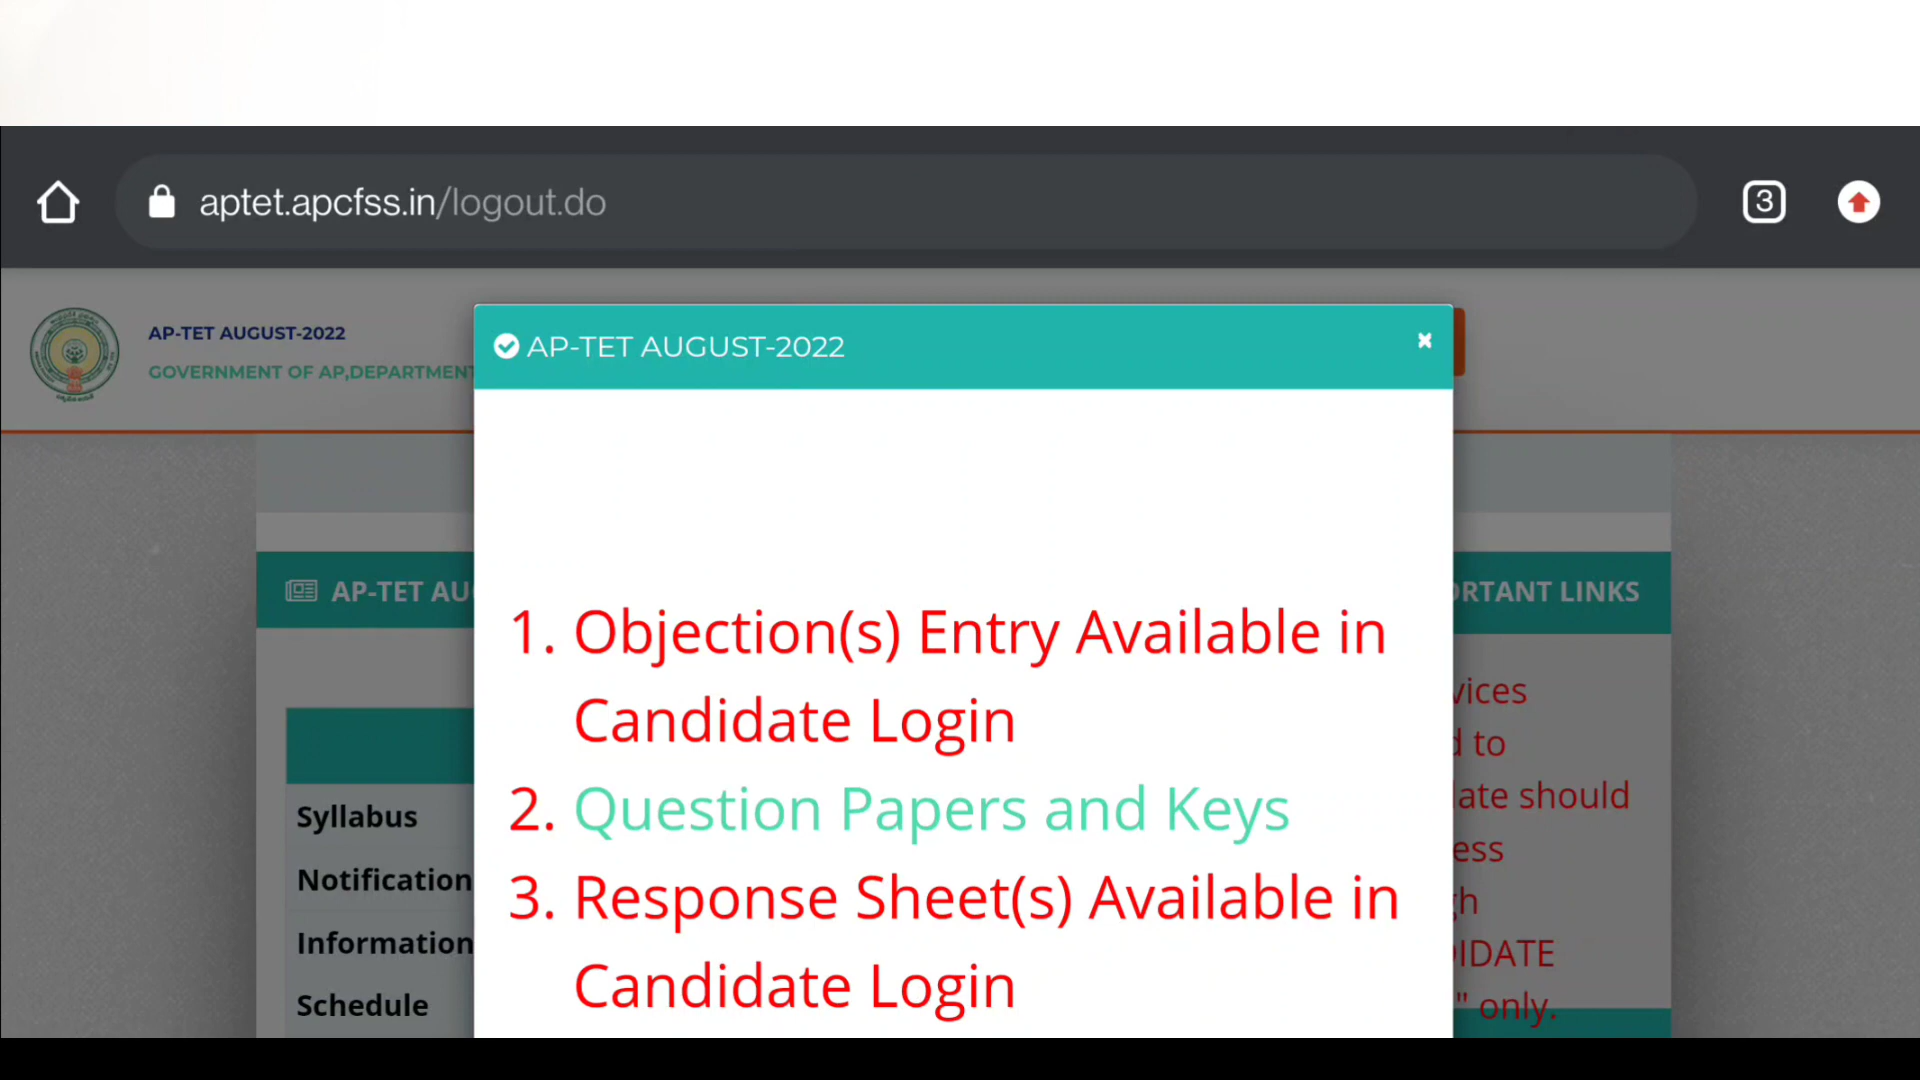 aptet.apcfss.in/logout.do
3
AP-TET AUGUST-2022
GOVERNMENT OF AP,DEPARTMENT
AP-TET AUGUST-2022
1. Objection(s) Entry Available in
Candidate Login
2. Question Papers and Keys
3. Response Sheet(s) Available in
Candidate Login
AP-TET AU
Syllabus
Notification
Information
Schedule
RTANT LINKS
vices
to
ate should
ess
IDATE
" only.